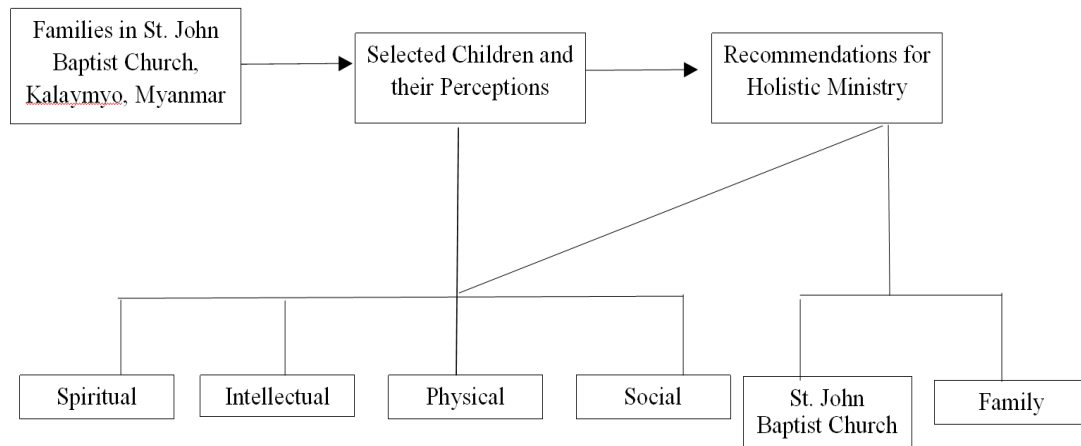 Families in St. John
Baptist Church,
Kalaymyo, Myanmar
Selected Children and
their Perceptions
Recommendations for
Holistic Ministry
Spiritual
Intellectual
Physical
Social
St. John
Baptist Church
Family